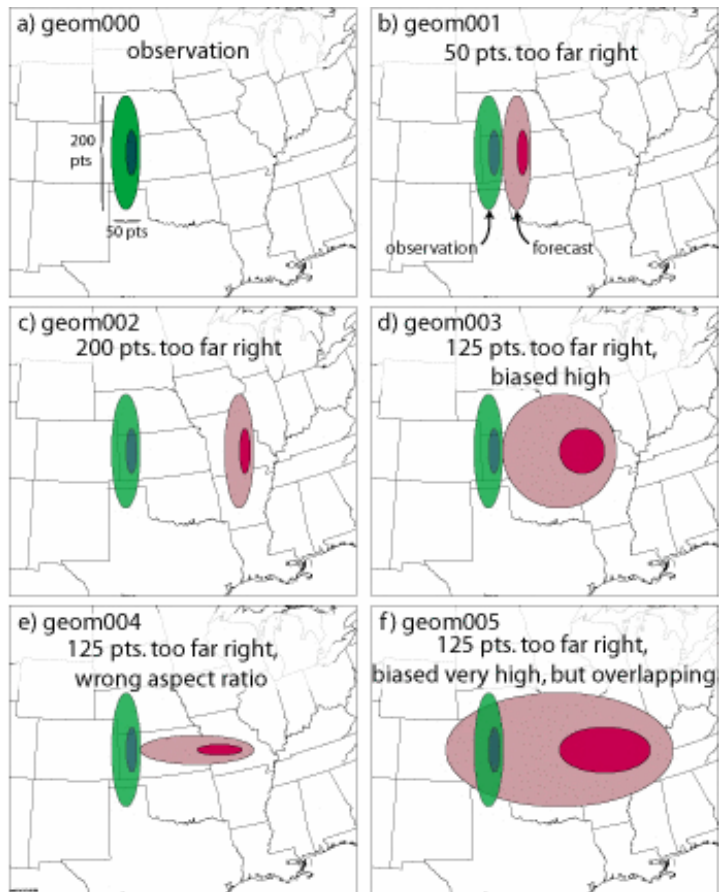 a) geom000
observation
200
pts
50 pts
b) geom001
50 pts. too far right
observation
forecast
c) geom002
200 pts. too far right
d) geom003
125 pts. too far right,
biased high
e) geom004
125 pts. too far right,
wrong aspect ratio
f) geom005
125 pts. too far right,
biased very high, but overlapping